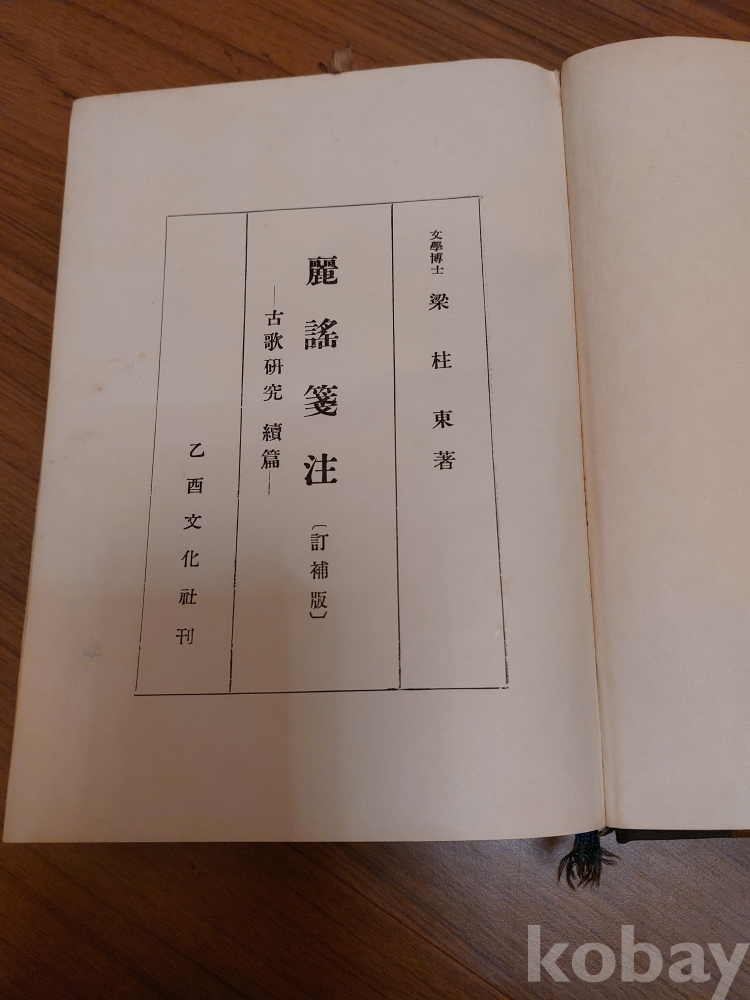 文學博士 梁柱東 著
麗謠箋注〔訂補版〕
―古歌硏究 續篇―
乙酉文化社刊
kobay